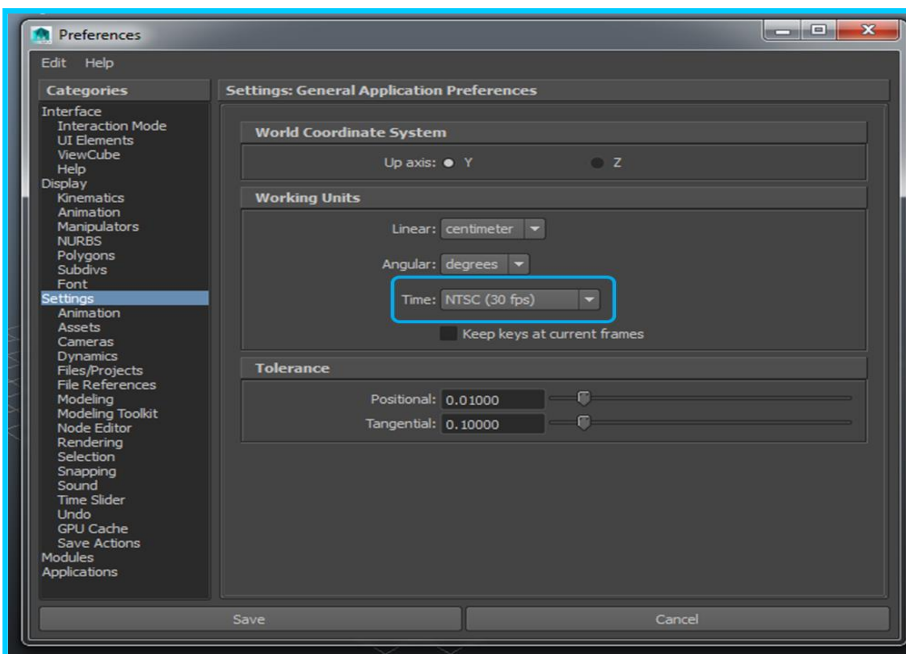 Preferences
Edit Help
Categories
Interface
Interaction Mode
UI Elements
ViewCube
Help
Display
Kinematics
Animation
Manipulators
NURBS
Polygons
Subdivs
Font
Settings
Animation
Assets
Cameras
Dynamics
Files/Projects
File References
Modeling
Modeling Toolkit
Node Editor
Rendering
Selection
Snapping
Sound
Time Slider
Undo
GPU Cache
Save Actions
Modules
Applications
Settings: General Application Preferences
World Coordinate System
Up axis: Y Z
Working Units
Linear: centimeter
Angular: degrees
Time: NTSC (30 fps)
Keep keys at current frames
Tolerance
Positional: 0.01000
Tangential: 0.10000
Save Cancel